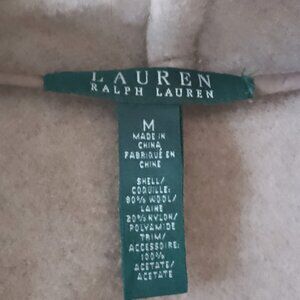 LAUREN
RALPH LAUREN
M
MADE IN
CHINA
FABRIQUÉ EN
CHINE
SHELL/
COQUILLE:
80% WOOL/
LAINE
20% NYLON/
POLYAMIDE
TRIM/
ACCESSOIRE:
100%
ACETATE/
ACETATE